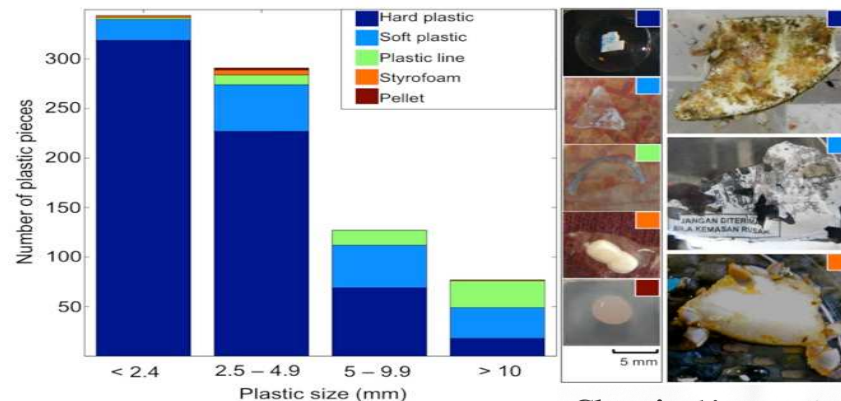 Number of plastic pieces
300
250
200
150
100
50
< 2.4
2.5 – 4.9
5 – 9.9
> 10
Plastic size (mm)
Hard plastic
Soft plastic
Plastic line
Styrofoam
Pellet
5 mm
JANGAN DITERIMA
BILA KEMASAN RUSAK